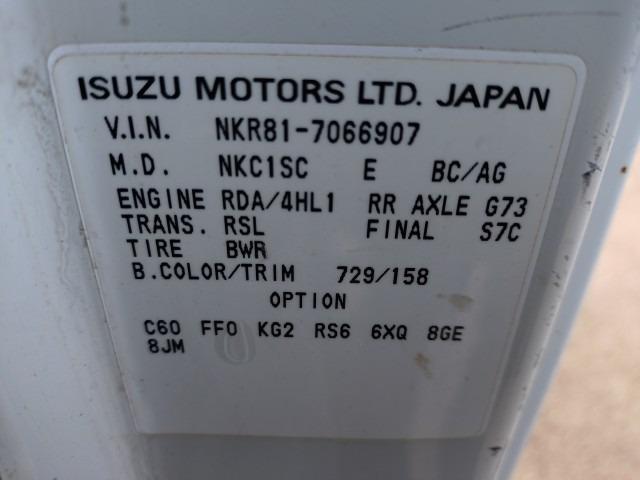 ISUZU MOTORS LTD. JAPAN
V.I.N. NKR81-7066907
M.D. NKC1SC E BC/AG
ENGINE RDA/4HL1 RR AXLE G73
TRANS. RSL FINAL S7C
TIRE BWR
B.COLOR/TRIM 729/158
OPTION
C60 FF0 KG2 RS6 6XQ 8GE
8JM